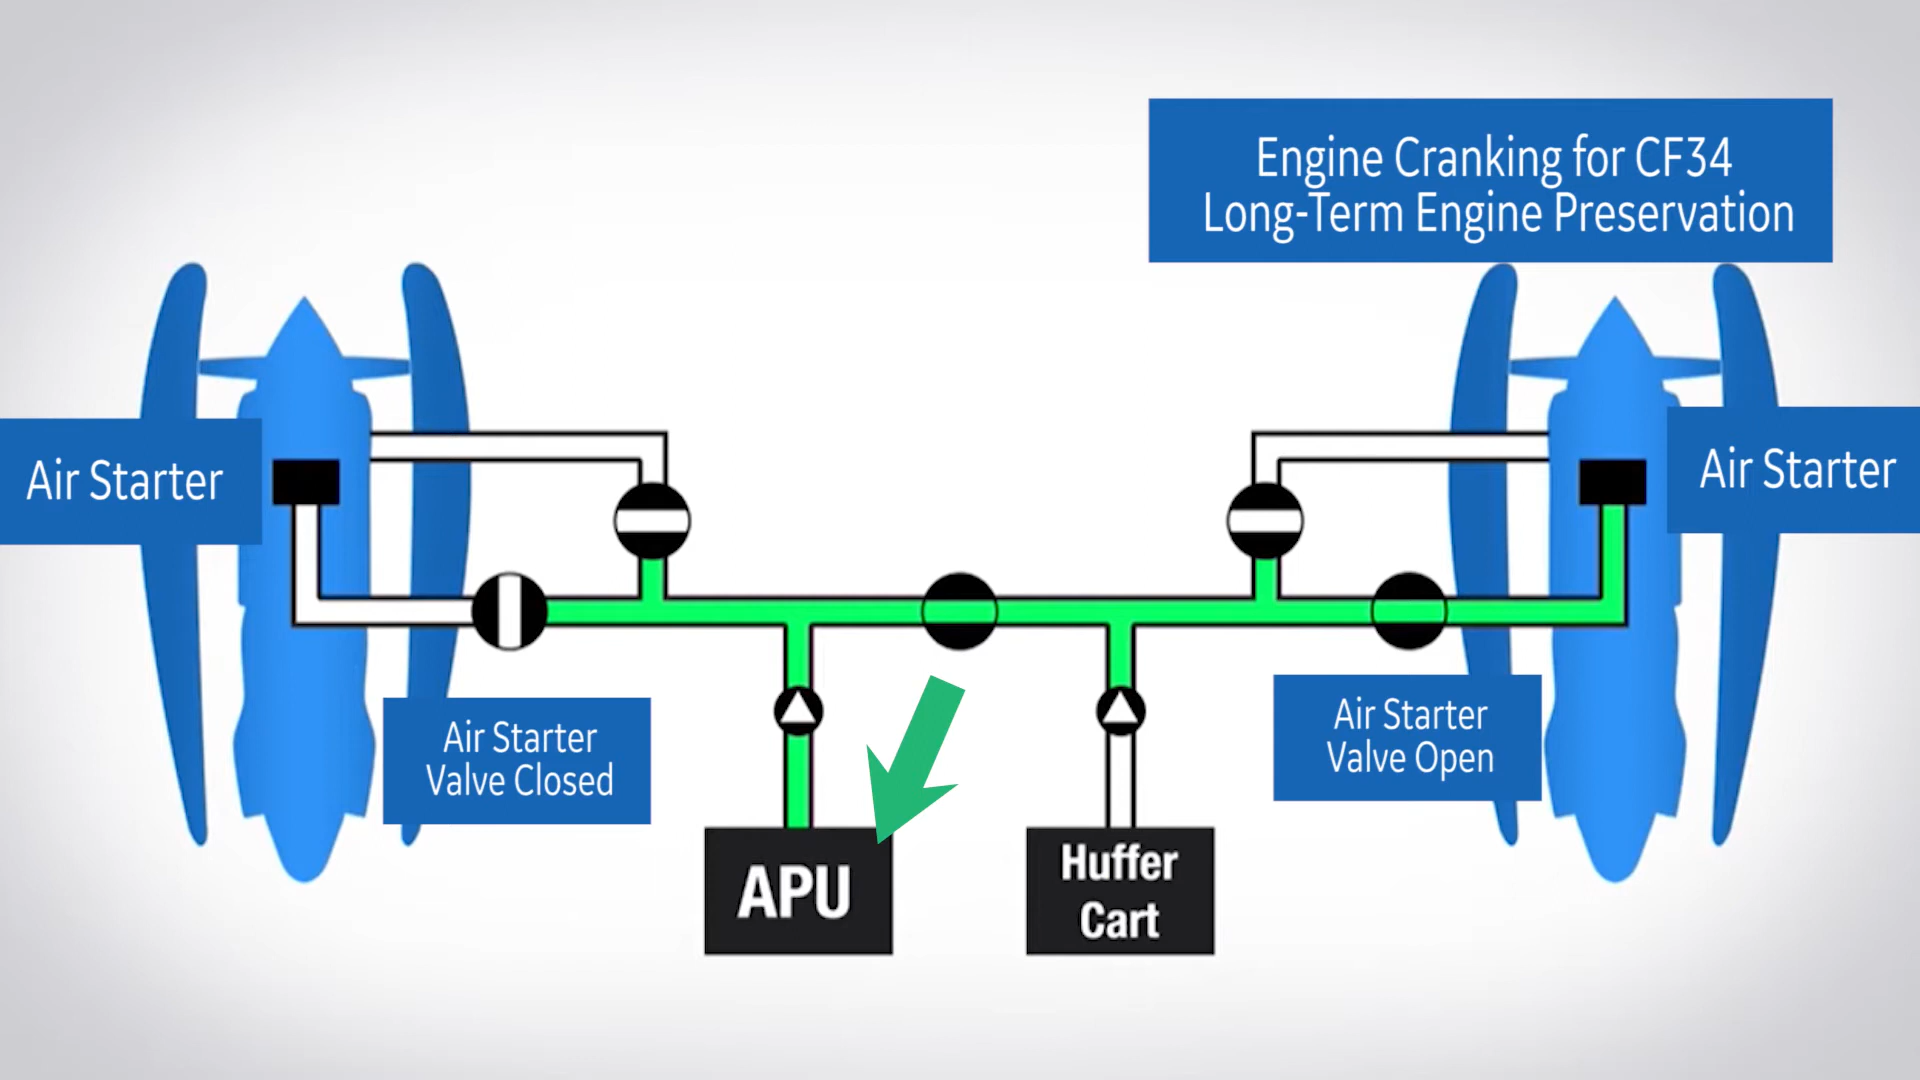 Engine Cranking for CF34
Long-Term Engine Preservation
Air Starter
Air Starter
Air Starter
Valve Closed
Air Starter
Valve Open
APU
Huffer
Cart